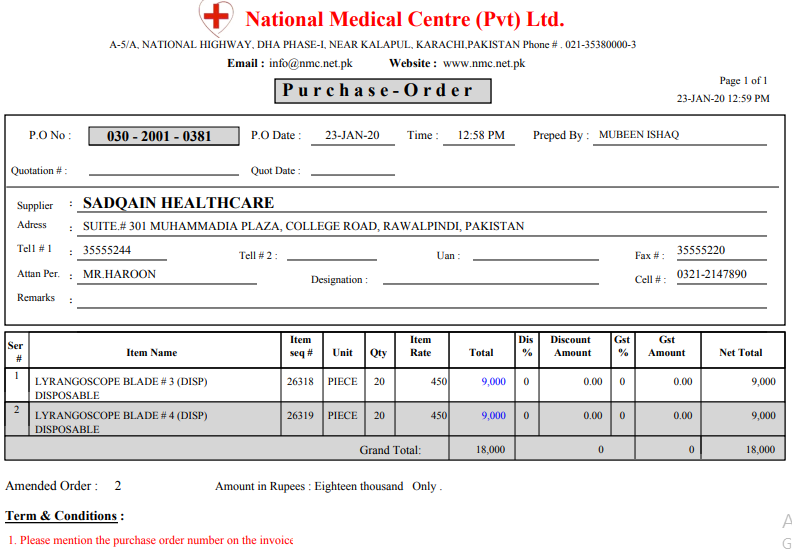 National Medical Centre (Pvt) Ltd.
A-5/A, NATIONAL HIGHWAY, DHA PHASE-I, NEAR KALAPUL, KARACHI,PAKISTAN Phone # . 021-35380000-3
Email : info@nmc.net.pk Website : www.nmc.net.pk
Purchase-Order
Page 1 of 1
23-JAN-20 12:59 PM
P.O No : 030 - 2001 - 0381 P.O Date : 23-JAN-20 Time : 12:58 PM Preped By : MUBEEN ISHAQ
Quotation # : Quot Date :
Supplier : SADQAIN HEALTHCARE
Adress : SUITE.# 301 MUHAMMADIA PLAZA, COLLEGE ROAD, RAWALPINDI, PAKISTAN
Tell # 1 : 35555244 Tell # 2 : Uan : Fax # : 35555220
Attan Per. : MR.HAROON Designation : Cell # : 0321-2147890
Remarks :
Ser # Item Name Item seq # Unit Qty Item Rate Total Dis % Discount Amount Gst % Gst Amount Net Total
1 LYRANGOSCOPE BLADE # 3 (DISP) 26318 PIECE 20 450 9,000 0 0.00 0 0.00 9,000
DISPOSABLE
2 LYRANGOSCOPE BLADE # 4 (DISP) 26319 PIECE 20 450 9,000 0 0.00 0 0.00 9,000
DISPOSABLE
Grand Total: 18,000 0 0 18,000
Amended Order : 2 Amount in Rupees : Eighteen thousand Only .
Term & Conditions :
1. Please mention the purchase order number on the invoice